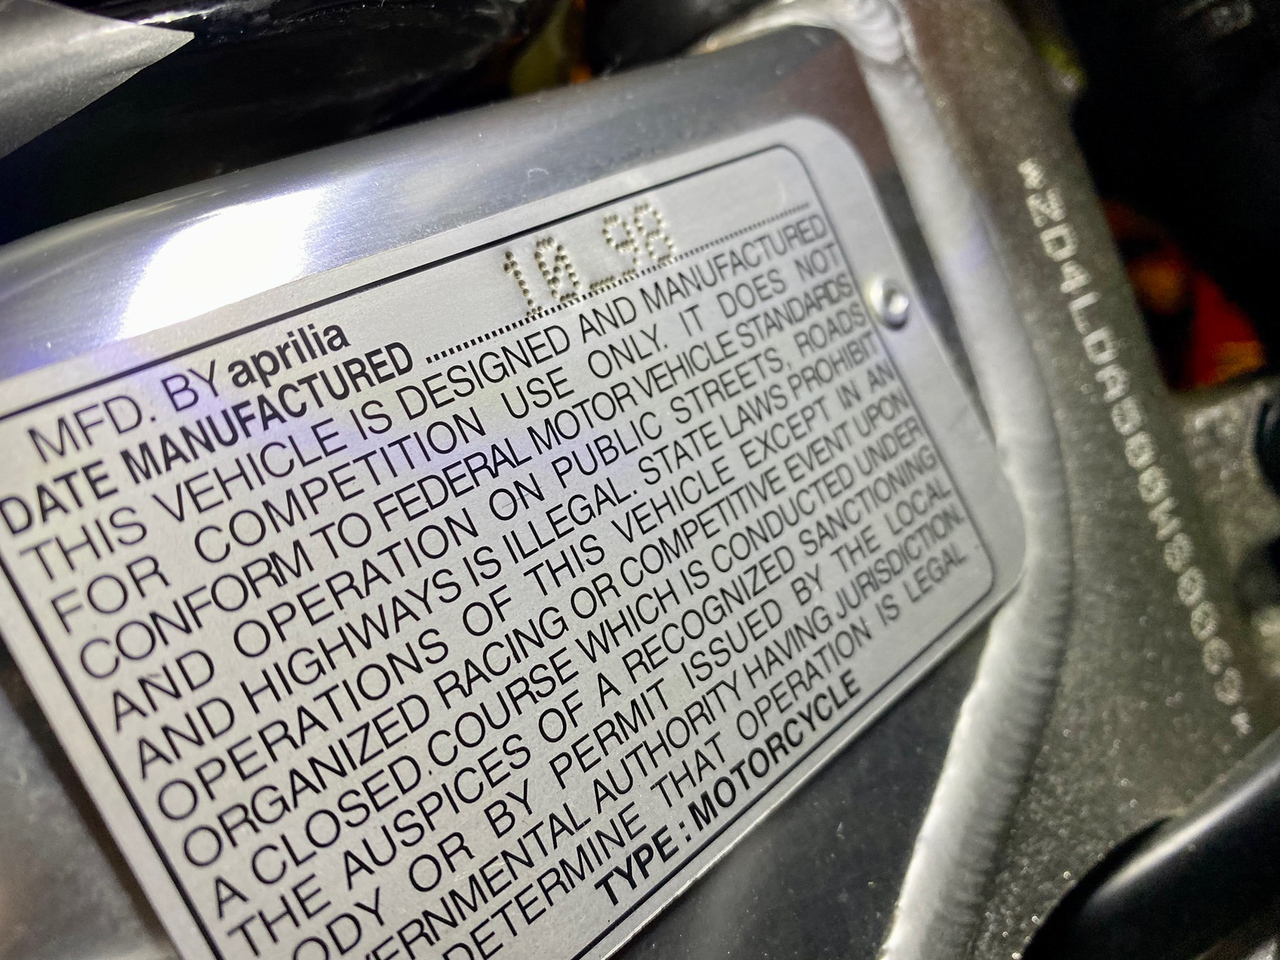 MFD. BY aprilia
DATE MANUFACTURED 10_98
THIS VEHICLE IS DESIGNED AND MANUFACTURED
FOR COMPETITION USE ONLY. IT DOES NOT
CONFORM TO FEDERAL MOTOR VEHICLE STANDARDS
AND OPERATION ON PUBLIC STREETS, ROADS
AND HIGHWAYS IS ILLEGAL. STATE LAWS PROHIBIT
OPERATIONS OF THIS VEHICLE EXCEPT IN AN
ORGANIZED RACING OR COMPETITIVE EVENT UPON
A CLOSED COURSE WHICH IS CONDUCTED UNDER
THE AUSPICES OF A RECOGNIZED SANCTIONING
ODY OR BY PERMIT ISSUED BY THE LOCAL
VERNMENTAL AUTHORITY HAVING JURISDICTION.
DETERMINE THAT OPERATION IS LEGAL
TYPE : MOTORCYCLE